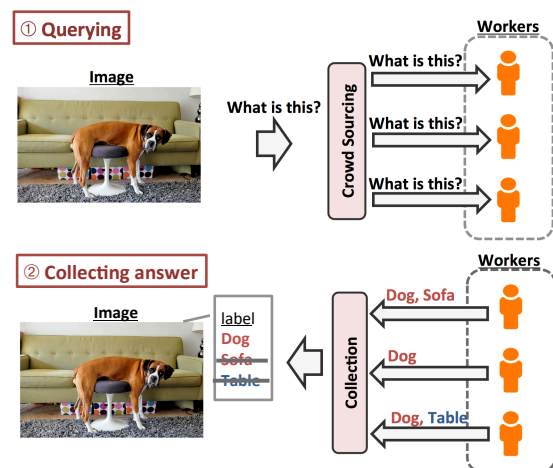 ① Querying
Workers
Image
What is this?
What is this?
Crowd Sourcing
What is this?
What is this?
② Collecting answer
Workers
Image
label
Dog
Sofa
Table
Collection
Dog, Sofa
Dog
Dog, Table